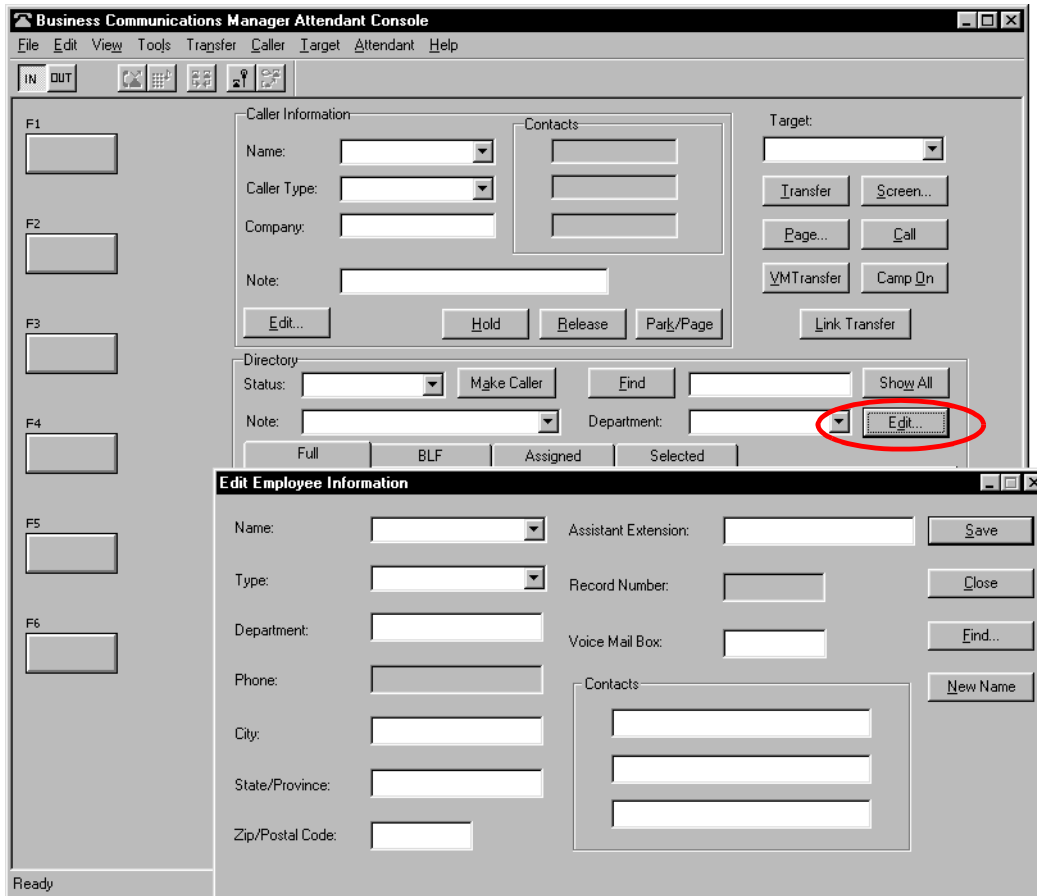 Business Communications Manager Attendant Console
File Edit View Tools Transfer Caller Target Attendant Help
IN OUT
F1
F2
F3
F4
F5
F6
Caller Information
Name:
Caller Type:
Company:
Note:
Contacts
Edit... Hold Release Park/Page
Target:
Transfer Screen...
Page... Call
VMTransfer Camp On
Link Transfer
Directory
Status: Make Caller Find Show All
Note: Department: Edit...
Full BLF Assigned Selected
Edit Employee Information
Name:
Type:
Department:
Phone:
City:
State/Province:
Zip/Postal Code:
Assistant Extension:
Record Number:
Voice Mail Box:
Contacts
Save
Close
Find...
New Name
Ready